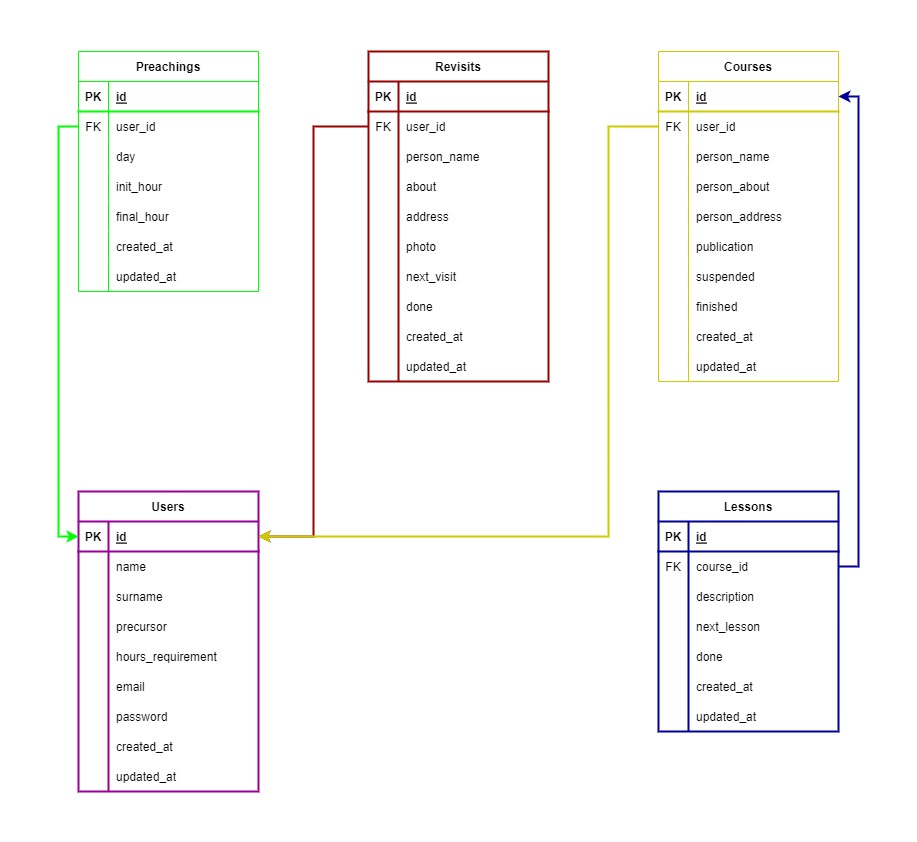 Preachings
PK id
FK user_id
day
init_hour
final_hour
created_at
updated_at
Revisits
PK id
FK user_id
person_name
about
address
photo
next_visit
done
created_at
updated_at
Courses
PK id
FK user_id
person_name
person_about
person_address
publication
suspended
finished
created_at
updated_at
Users
PK id
name
surname
precursor
hours_requirement
email
password
created_at
updated_at
Lessons
PK id
FK course_id
description
next_lesson
done
created_at
updated_at